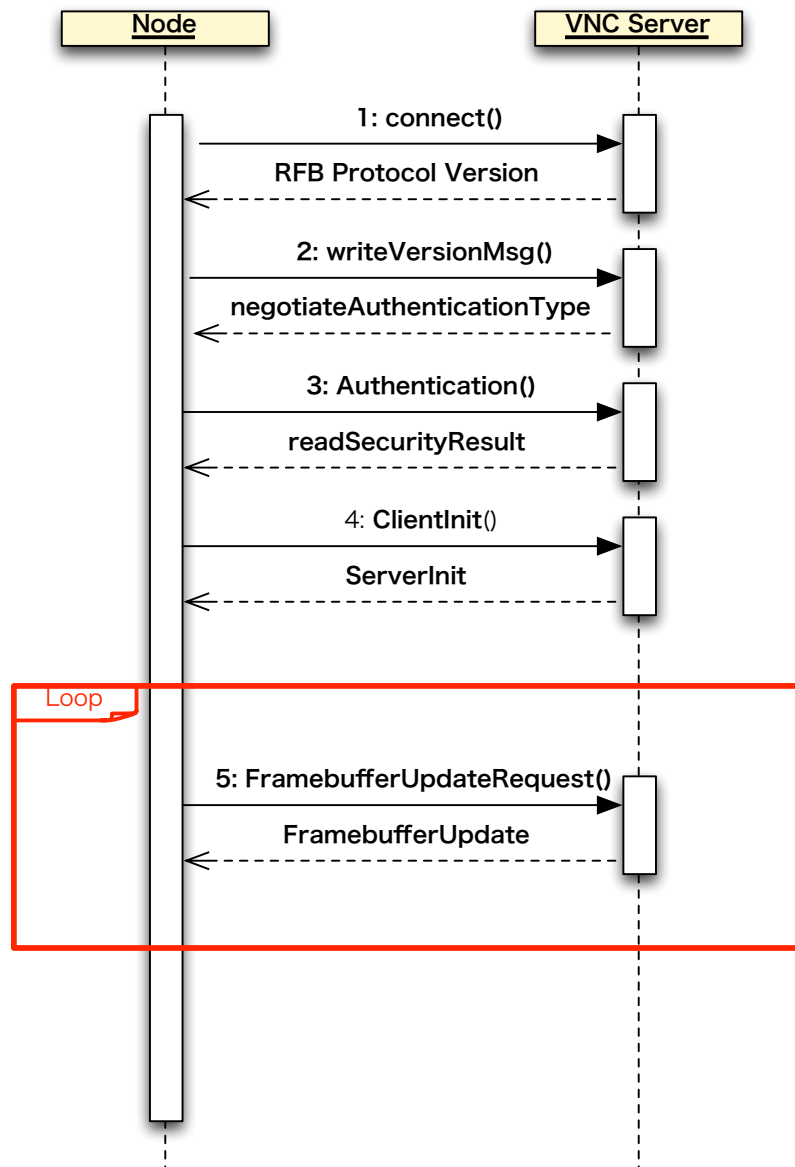 Node
VNC Server
1: connect()
RFB Protocol Version
2: writeVersionMsg()
negotiateAuthenticationType
3: Authentication()
readSecurityResult
4: ClientInit()
ServerInit
Loop
5: FramebufferUpdateRequest()
FramebufferUpdate